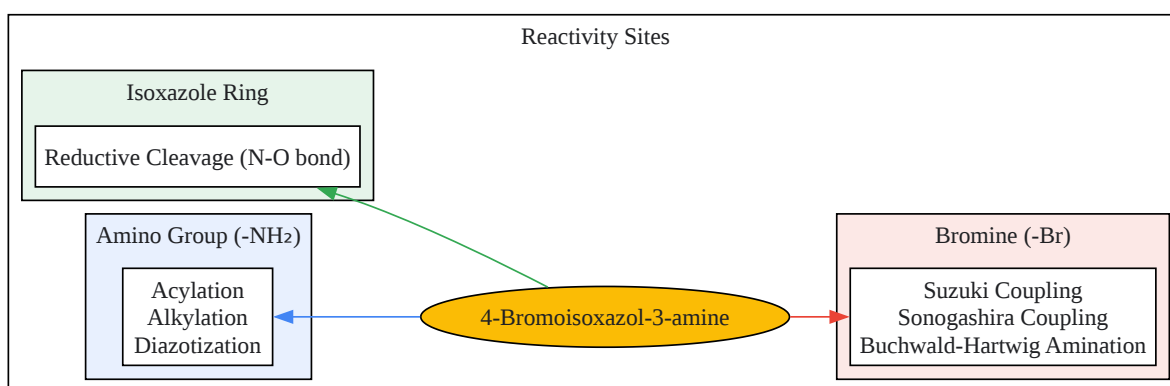 Reactivity Sites
Isoxazole Ring
Reductive Cleavage (N-O bond)
Amino Group (-NH₂)
Acylation
Alkylation
Diazotization
4-Bromoisoxazol-3-amine
Bromine (-Br)
Suzuki Coupling
Sonogashira Coupling
Buchwald-Hartwig Amination